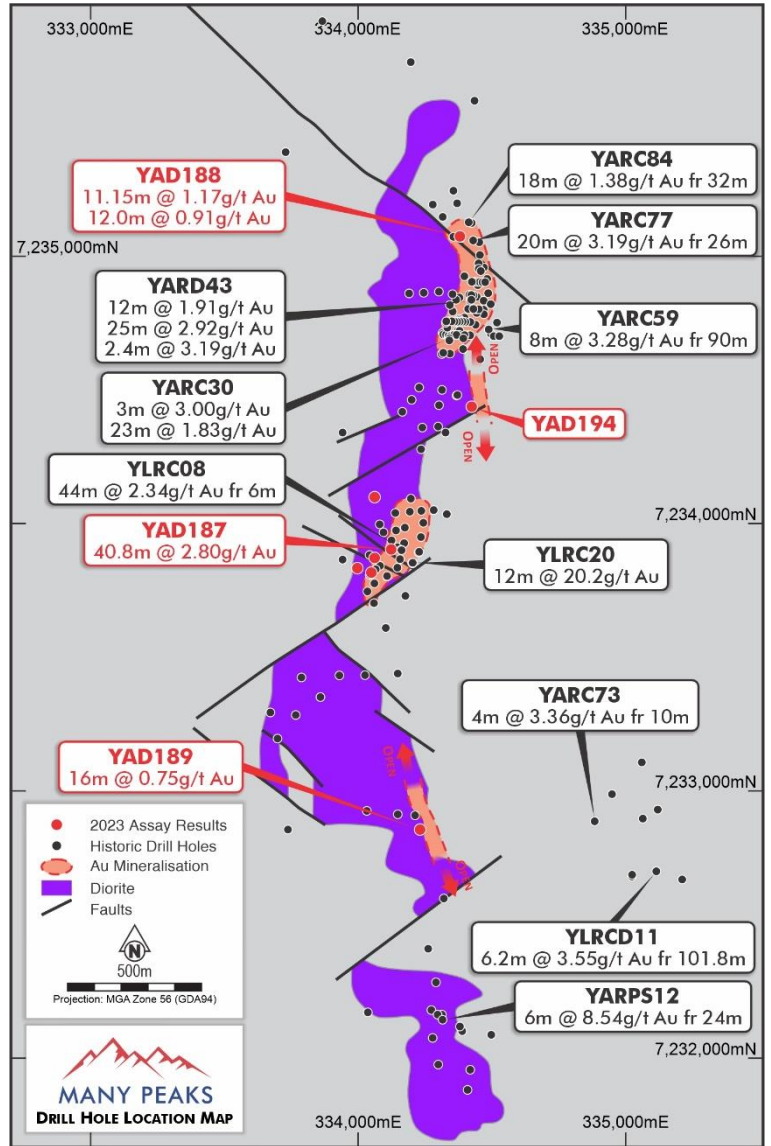 333,000mE
334,000mE
335,000mE
YARC84
18m @ 1.38g/t Au fr 32m
YAD188
11.15m @ 1.17g/t Au
12.0m @ 0.91g/t Au
YARC77
20m @ 3.19g/t Au fr 26m
7,235,000mN
YARD43
12m @ 1.91g/t Au
25m @ 2.92g/t Au
2.4m @ 3.19g/t Au
YARC59
8m @ 3.28g/t Au fr 90m
OPEN
YARC30
3m @ 3.00g/t Au
23m @ 1.83g/t Au
YAD194
OPEN
YLRC08
44m @ 2.34g/t Au fr 6m
7,234,000mN
YAD187
40.8m @ 2.80g/t Au
YLRC20
12m @ 20.2g/t Au
YARC73
4m @ 3.36g/t Au fr 10m
YAD189
16m @ 0.75g/t Au
OPEN
7,233,000mN
OPEN
2023 Assay Results
Historic Drill Holes
Au Mineralisation
Diorite
Faults
N
500m
Projection: MGA Zone 56 (GDA94)
YLRCD11
6.2m @ 3.55g/t Au fr 101.8m
YARPS12
6m @ 8.54g/t Au fr 24m
7,232,000mN
MANY PEAKS
DRILL HOLE LOCATION MAP
334,000mE
335,000mE